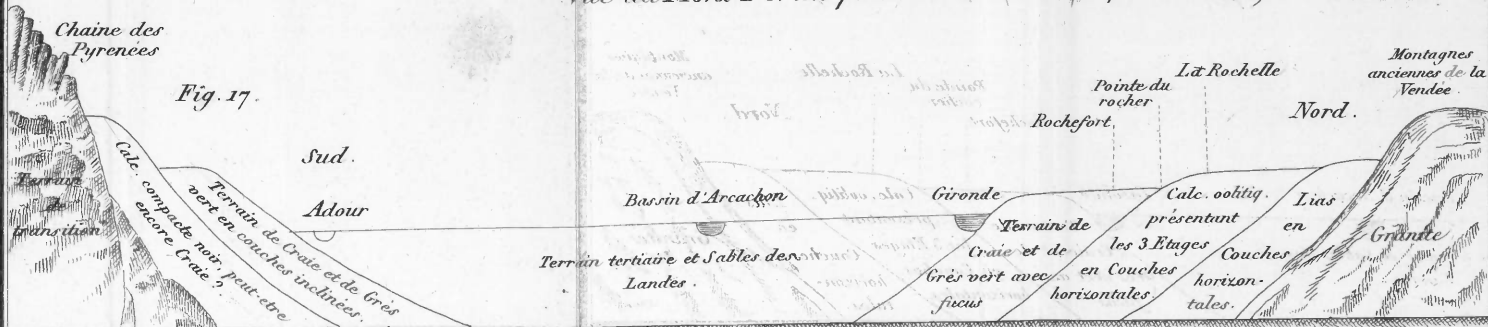 Chaine des
Pyrenées
Fig. 17.
Sud.
Adour
Terrain
de
transition
Calc. compacte noir, peut-etre
encore Craie?
Terrain de Craie et de Grès
vert en couches inclinées.
Bassin d'Arcachon
Gironde
Terrain tertiaire et Sables des
Landes.
Rochefort
Pointe du
rocher
La Rochelle
Nord.
Montagnes
anciennes de la
Vendée.
Terrain de
Craie et de
Grès vert avec
fucus
Calc. oolitiq.
présentant
les 3 Etages
en Couches
horizontales.
Lias
en
Couches
horizon-
tales.
Granite